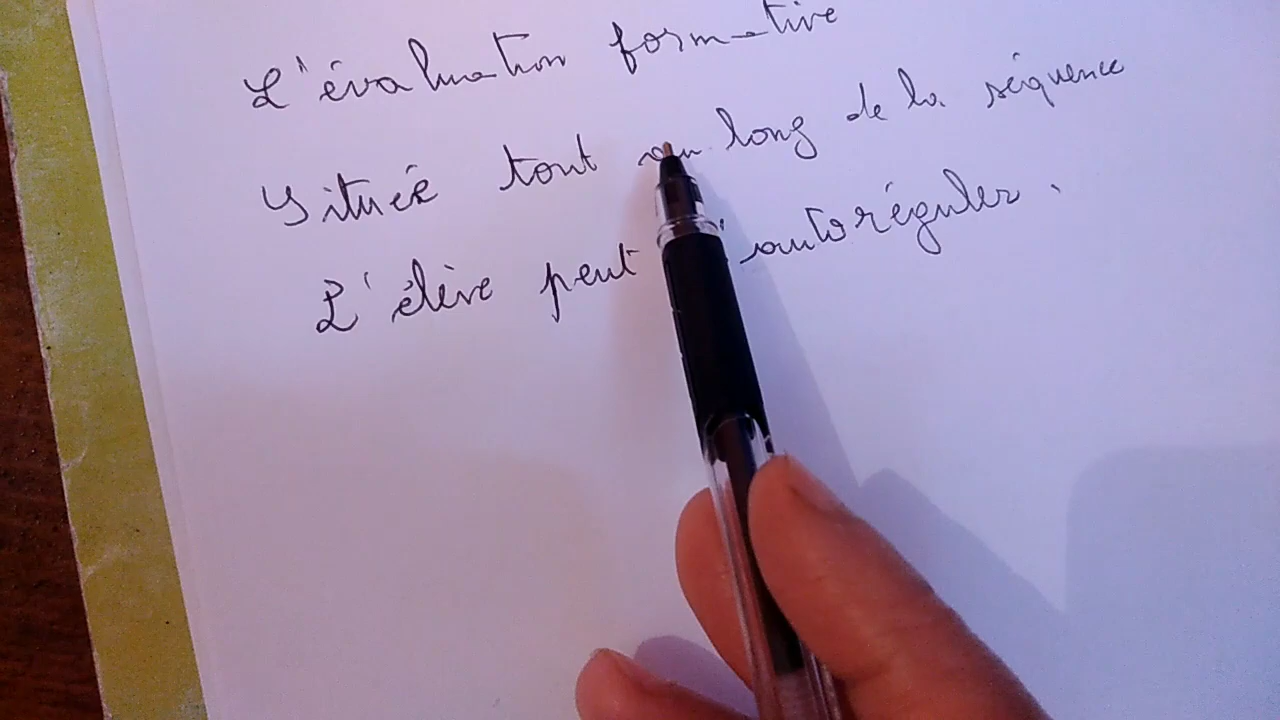 L'évaluation formative
Située tout au long de la séquence
L'élève peut autoréguler.